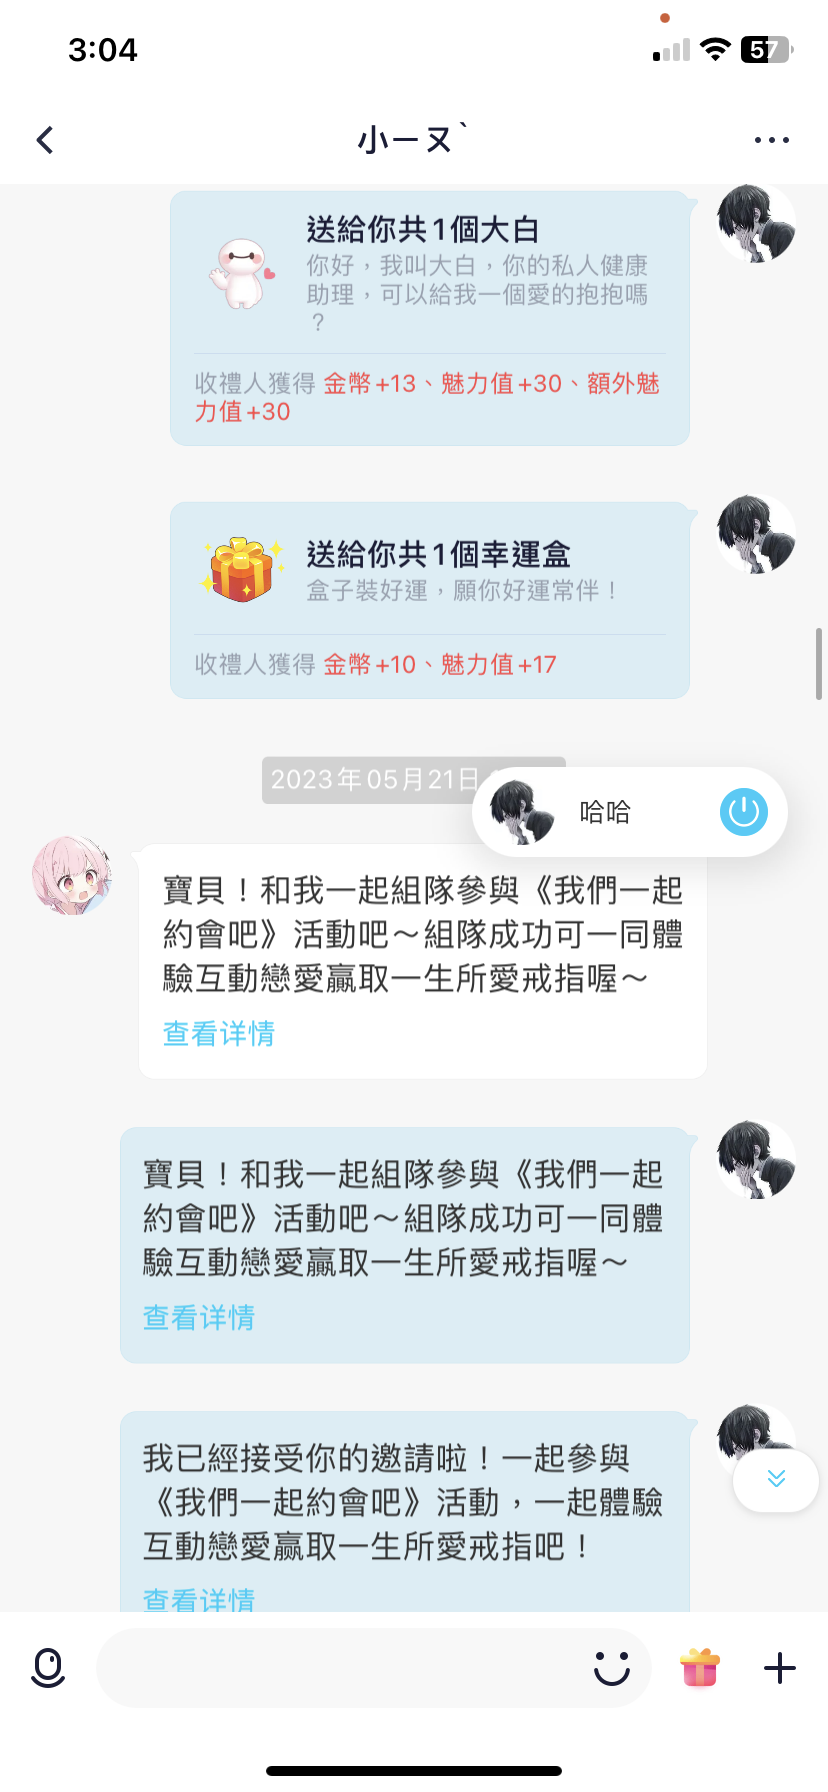 3:04
57
小ㄧヌˋ
送給你共1個大白
你好，我叫大白，你的私人健康
助理，可以給我一個愛的抱抱嗎
？
收禮人獲得 金幣+13、魅力值+30、額外魅
力值+30
送給你共1個幸運盒
盒子裝好運，願你好運常伴！
收禮人獲得 金幣+10、魅力值+17
2023年05月21日
哈哈
寶貝！和我一起組隊參與《我們一起
約會吧》活動吧～組隊成功可一同體
驗互動戀愛贏取一生所愛戒指喔～
查看详情
寶貝！和我一起組隊參與《我們一起
約會吧》活動吧～組隊成功可一同體
驗互動戀愛贏取一生所愛戒指喔～
查看详情
我已經接受你的邀請啦！一起參與
《我們一起約會吧》活動，一起體驗
互動戀愛赢取一生所愛戒指吧！
查看详情